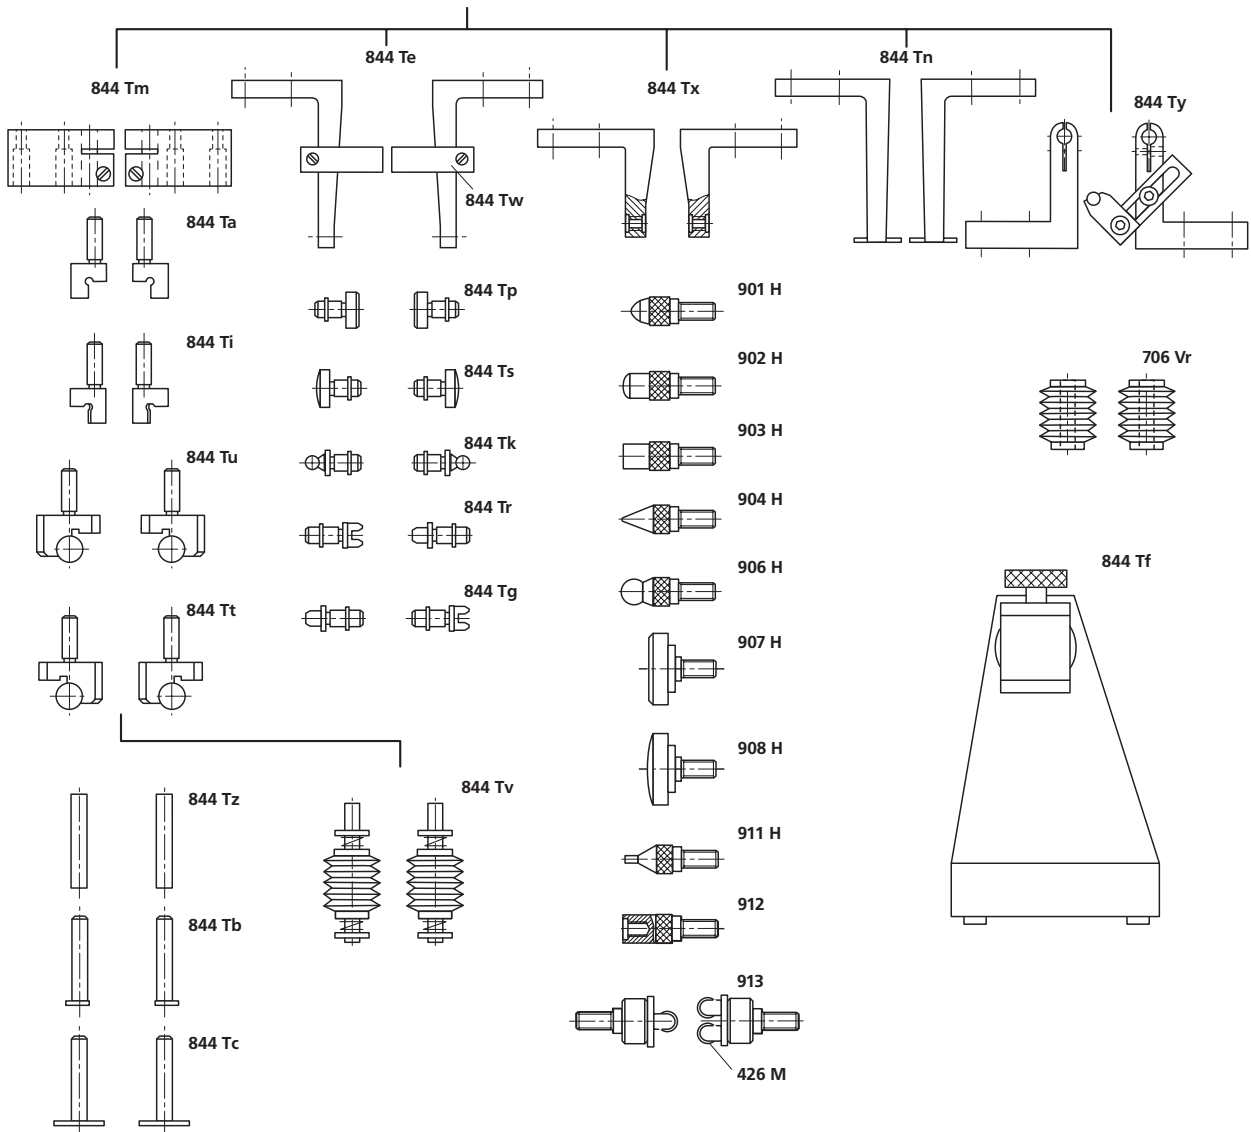 844 Te
844 Tn
844 Tm
844 Tx
844 Ty
844 Tw
844 Ta
844 Tp
901 H
844 Ti
902 H
706 Vr
844 Ts
903 H
844 Tk
844 Tu
904 H
844 Tr
906 H
844 Tf
844 Tg
844 Tt
907 H
908 H
844 Tv
844 Tz
911 H
912
844 Tb
913
844 Tc
426 M